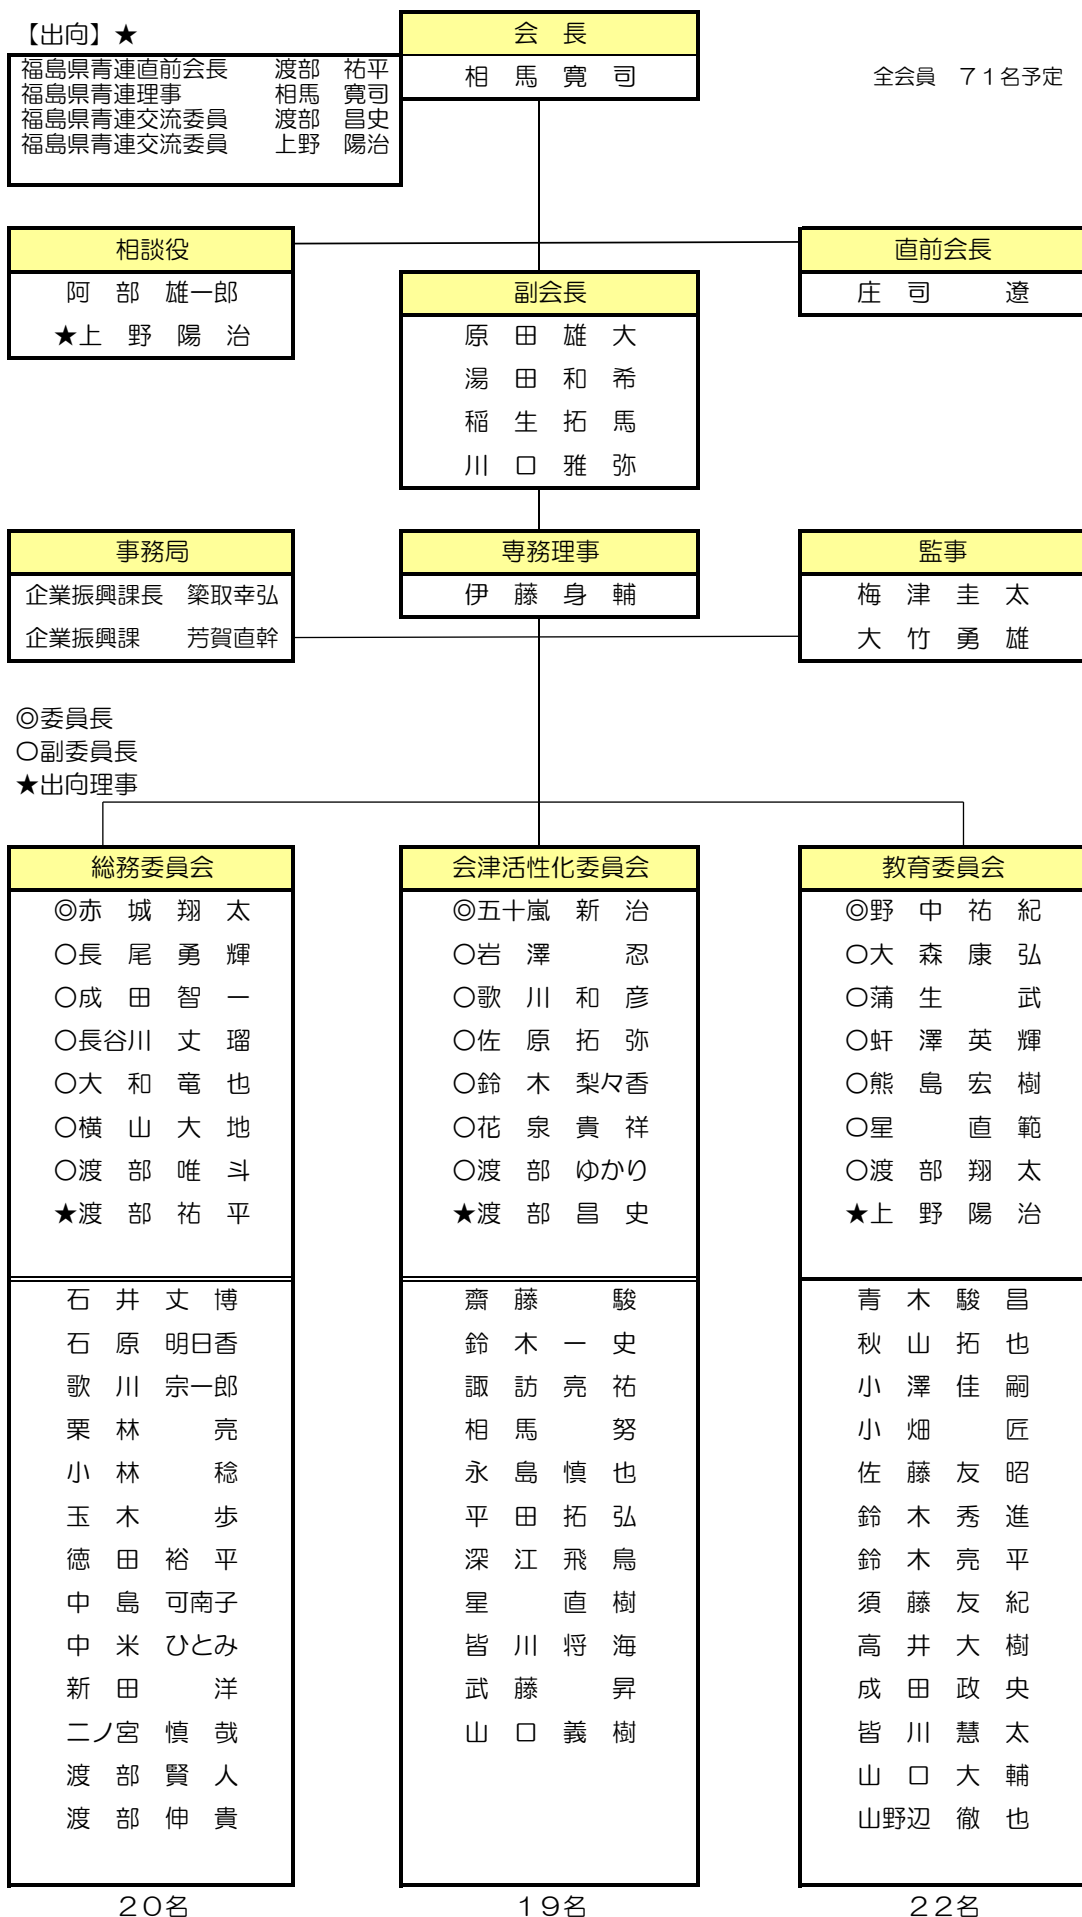 【出向】★
福島県青連直前会長　渡部　祐平
福島県青連理事　相馬　寛司
福島県青連交流委員　渡部　昌史
福島県青連交流委員　上野　陽治
会　長
相　馬　寛　司
全会員　７１名予定
相談役
阿　部　雄一郎
★上　野　陽　治
直前会長
庄　司　　　遼
副会長
原　田　雄　大
湯　田　和　希
稲　生　拓　馬
川　口　雅　弥
事務局
企業振興課長　簗取幸弘
企業振興課　芳賀直幹
専務理事
伊　藤　身　輔
監事
梅　津　圭　太
大　竹　勇　雄
◎委員長
〇副委員長
★出向理事
総務委員会
◎赤　城　翔　太
〇長　尾　勇　輝
〇成　田　智　一
〇長谷川　丈　瑠
〇大　和　竜　也
〇横　山　大　地
〇渡　部　唯　斗
★渡　部　祐　平
石　井　丈　博
石　原　明日香
歌　川　宗一郎
栗　林　　　亮
小　林　　　稔
玉　木　　　歩
徳　田　裕　平
中　島　可南子
中　米　ひとみ
新　田　　　洋
二ノ宮　慎　哉
渡　部　賢　人
渡　部　伸　貴
２０名
会津活性化委員会
◎五十嵐　新　治
〇岩　澤　　　忍
〇歌　川　和　彦
〇佐　原　拓　弥
〇鈴　木　梨々香
〇花　泉　貴　祥
〇渡　部　ゆかり
★渡　部　昌　史
齋　藤　　　駿
鈴　木　一　史
諏　訪　亮　祐
相　馬　　　努
永　島　慎　也
平　田　拓　弘
深　江　飛　鳥
星　　　直　樹
皆　川　将　海
武　藤　　　昇
山　口　義　樹
１９名
教育委員会
◎野　中　祐　紀
〇大　森　康　弘
〇蒲　生　　　武
〇虷　澤　英　輝
〇熊　島　宏　樹
〇星　　　直　範
〇渡　部　翔　太
★上　野　陽　治
青　木　駿　昌
秋　山　拓　也
小　澤　佳　嗣
小　畑　　　匠
佐　藤　友　昭
鈴　木　秀　進
鈴　木　亮　平
須　藤　友　紀
高　井　大　樹
成　田　政　央
皆　川　慧　太
山　口　大　輔
山野辺　徹　也
２２名